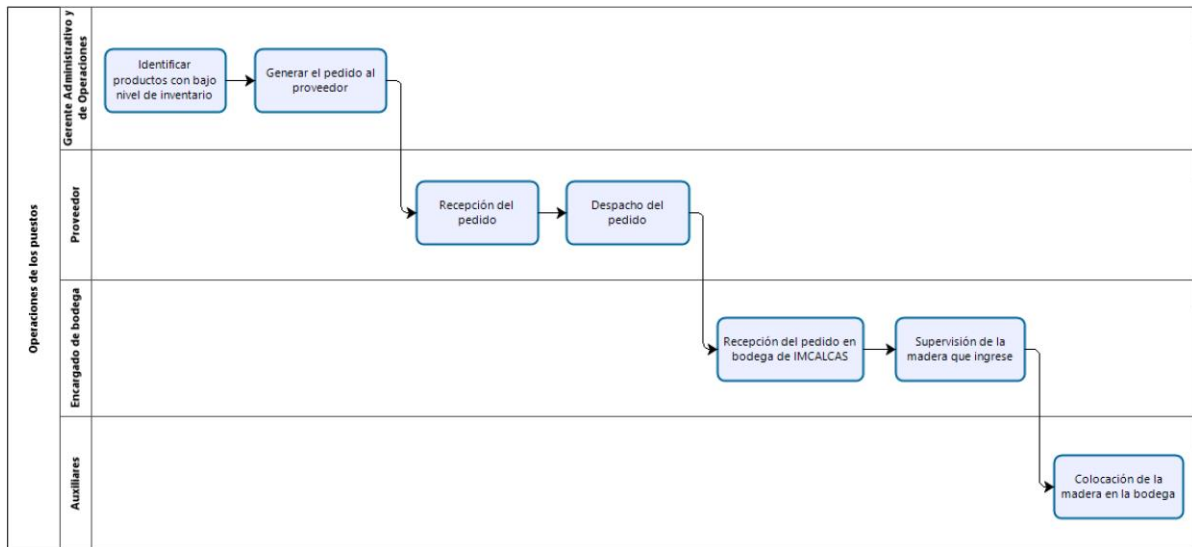 Operaciones de los puestos
Gerente Administrativo y
de Operaciones
Identificar
productos con bajo
nivel de inventario
Generar el pedido al
proveedor
Proveedor
Recepción del
pedido
Despacho del
pedido
Encargado de bodega
Recepción del pedido en
bodega de IMCALCAS
Supervisión de la
madera que ingrese
Auxiliares
Colocación de la
madera en la bodega